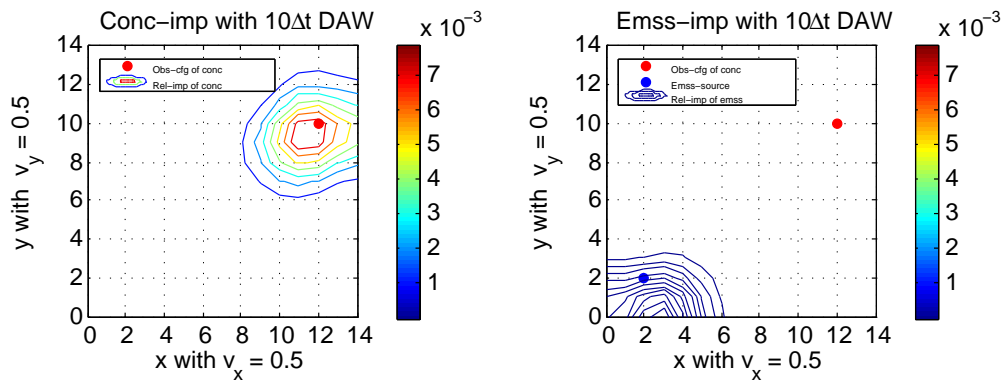 Conc-imp with 10Δt DAW
x 10⁻³
14
12
10
8
6
4
2
0
y with v_y = 0.5
Obs-cfg of conc
Rel-imp of conc
0 2 4 6 8 10 12 14
x with v_x = 0.5
7
6
5
4
3
2
1
Emss-imp with 10Δt DAW
x 10⁻³
14
12
10
8
6
4
2
0
y with v_y = 0.5
Obs-cfg of conc
Emss-source
Rel-imp of emss
0 2 4 6 8 10 12 14
x with v_x = 0.5
7
6
5
4
3
2
1